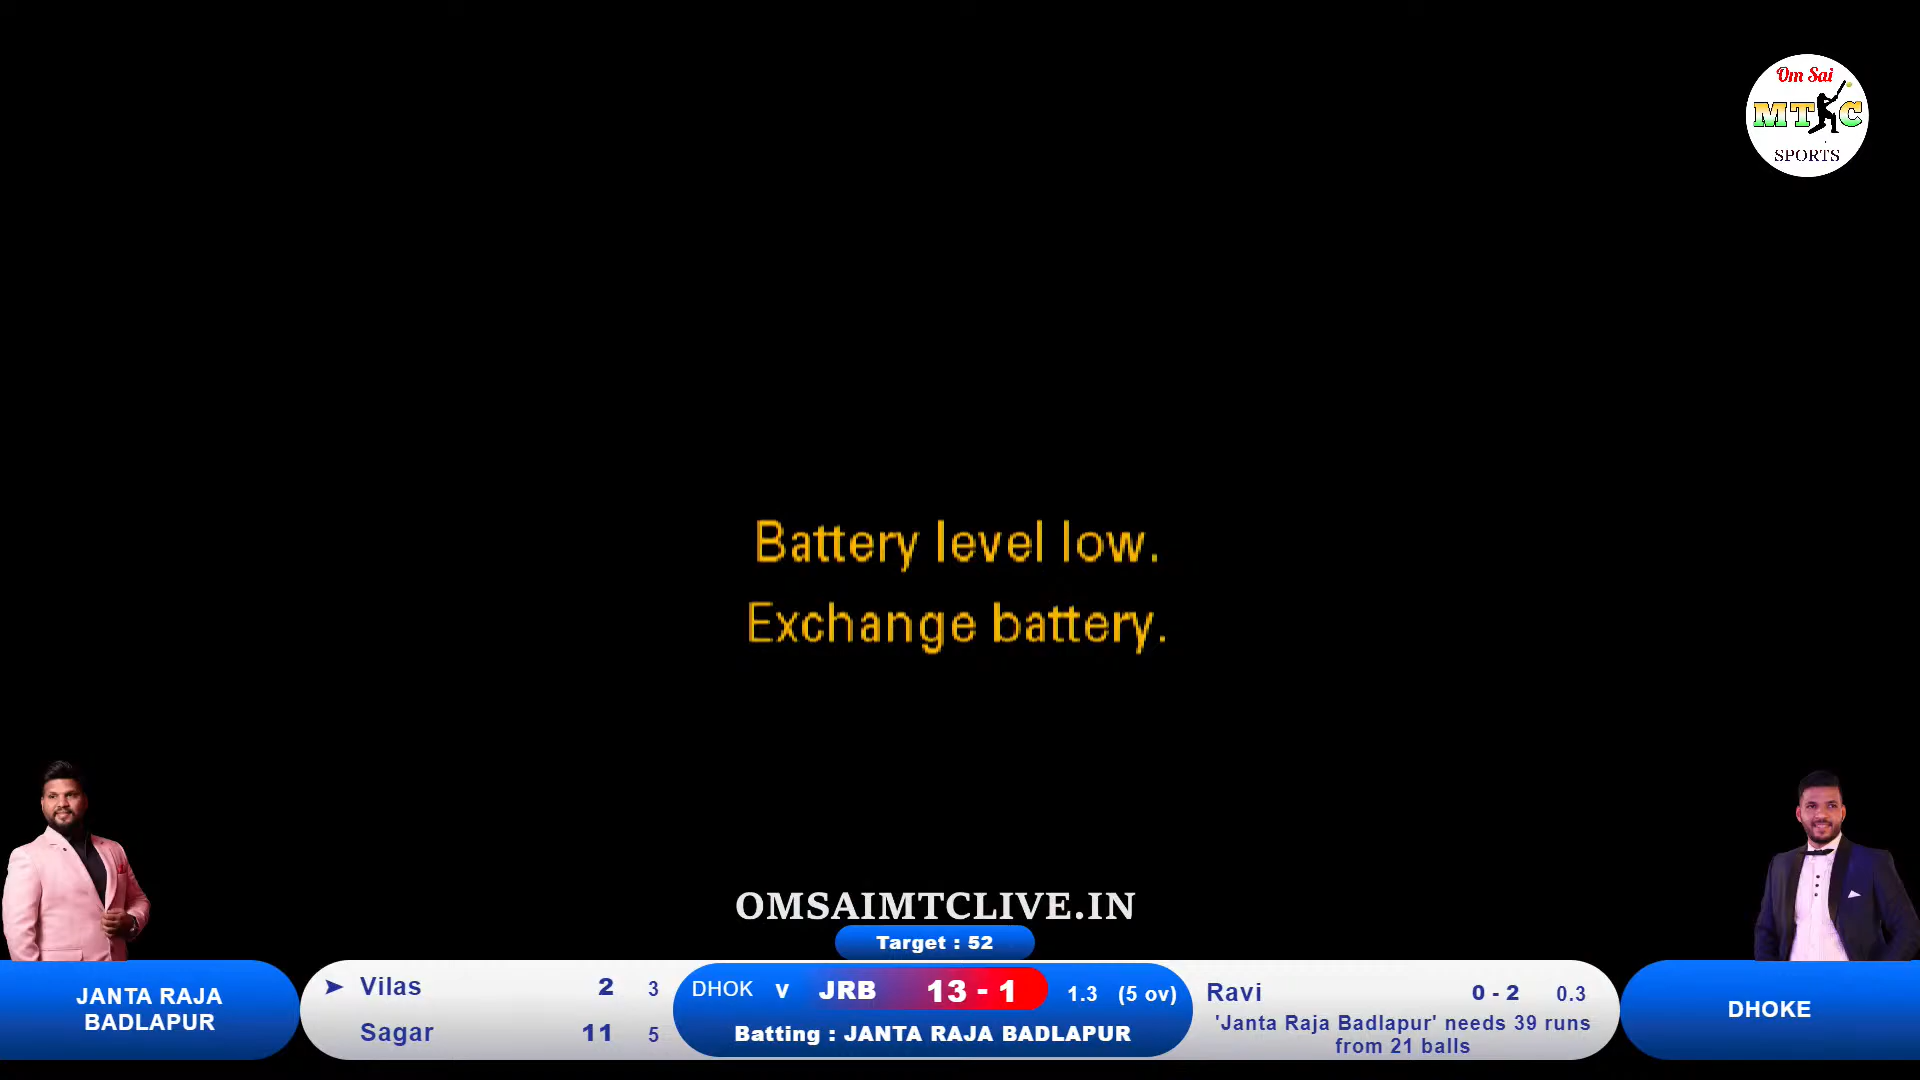 Om Sai
MTC
SPORTS
Battery level low.
Exchange battery.
OMSAIMTCLIVE.IN
Target : 52
JANTA RAJA
BADLAPUR
➤ Vilas 2 3
Sagar 11 5
DHOK v JRB 13 - 1 1.3 (5 ov)
Batting : JANTA RAJA BADLAPUR
Ravi 0 - 2 0.3
'Janta Raja Badlapur' needs 39 runs
from 21 balls
DHOKE